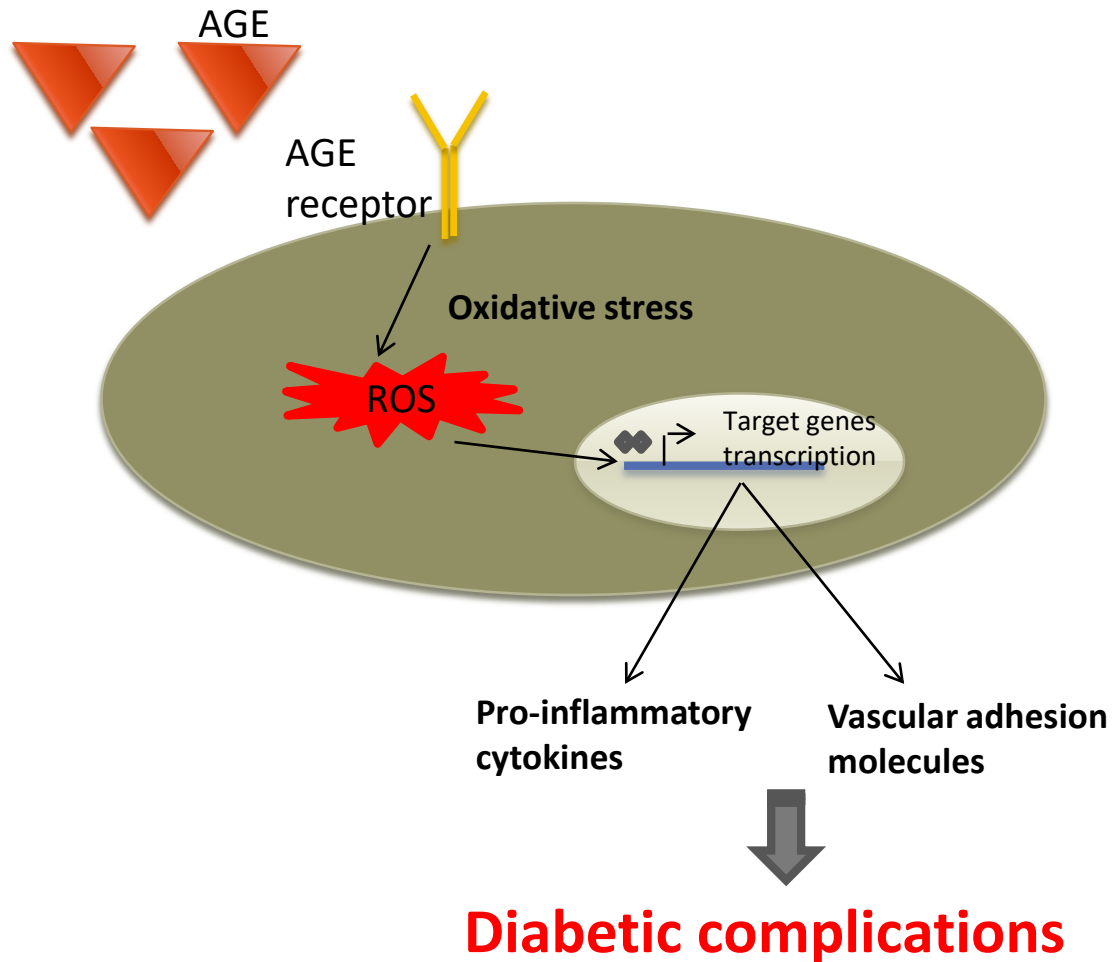 AGE
AGE
receptor
Oxidative stress
ROS
Target genes
transcription
Pro-inflammatory
cytokines
Vascular adhesion
molecules
Diabetic complications